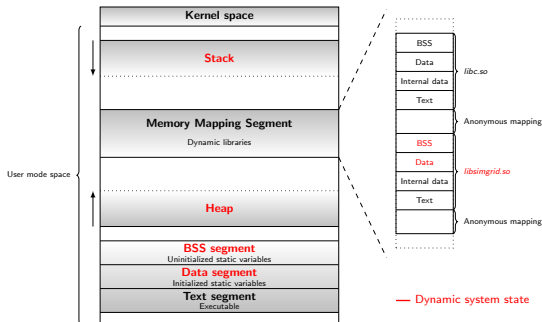 Kernel space
Stack
Memory Mapping Segment
Dynamic libraries
User mode space
Heap
BSS segment
Uninitialized static variables
Data segment
Initialized static variables
Text segment
Executable
BSS
Data
Internal data
Text
libc.so
Anonymous mapping
BSS
Data
Internal data
Text
libsimgrid.so
Anonymous mapping
Dynamic system state